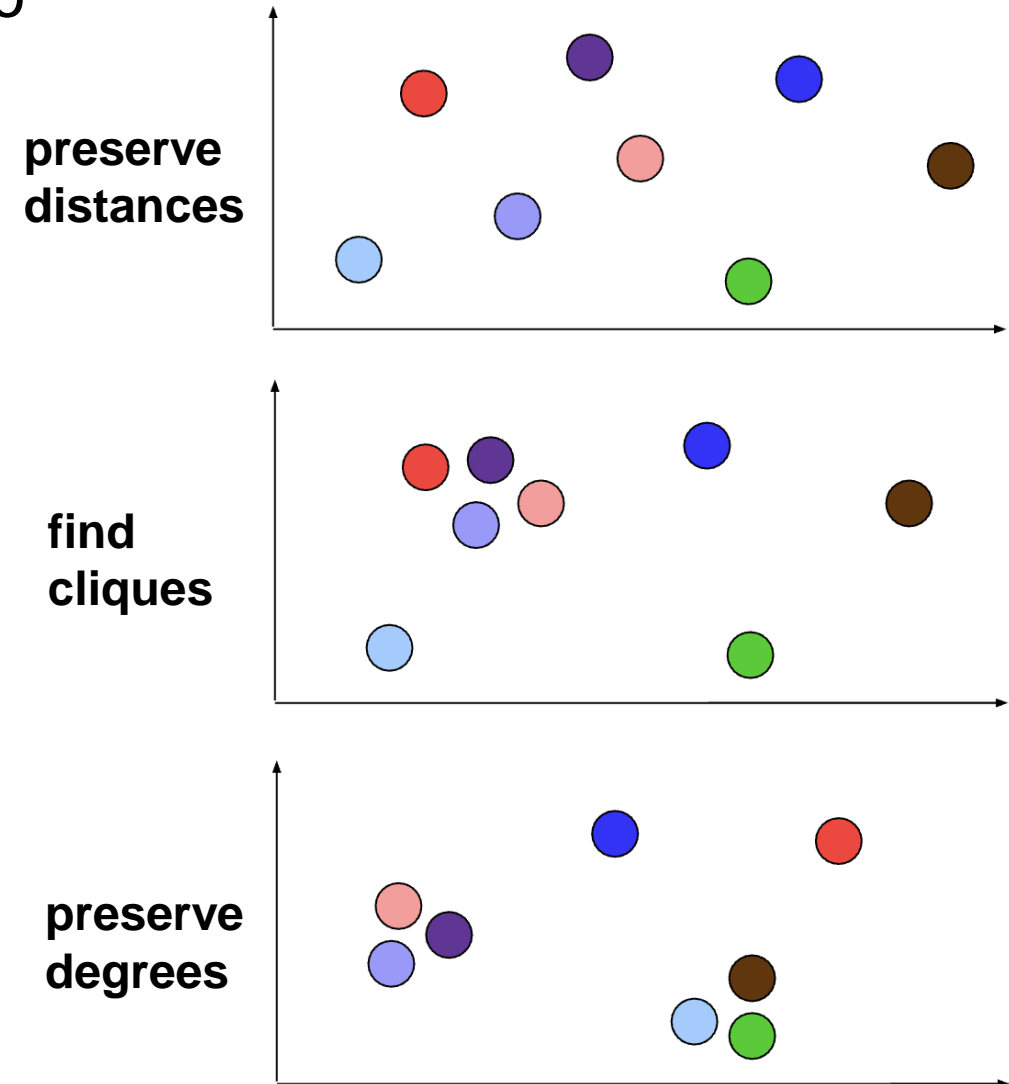 preserve
distances
find
cliques
preserve
degrees